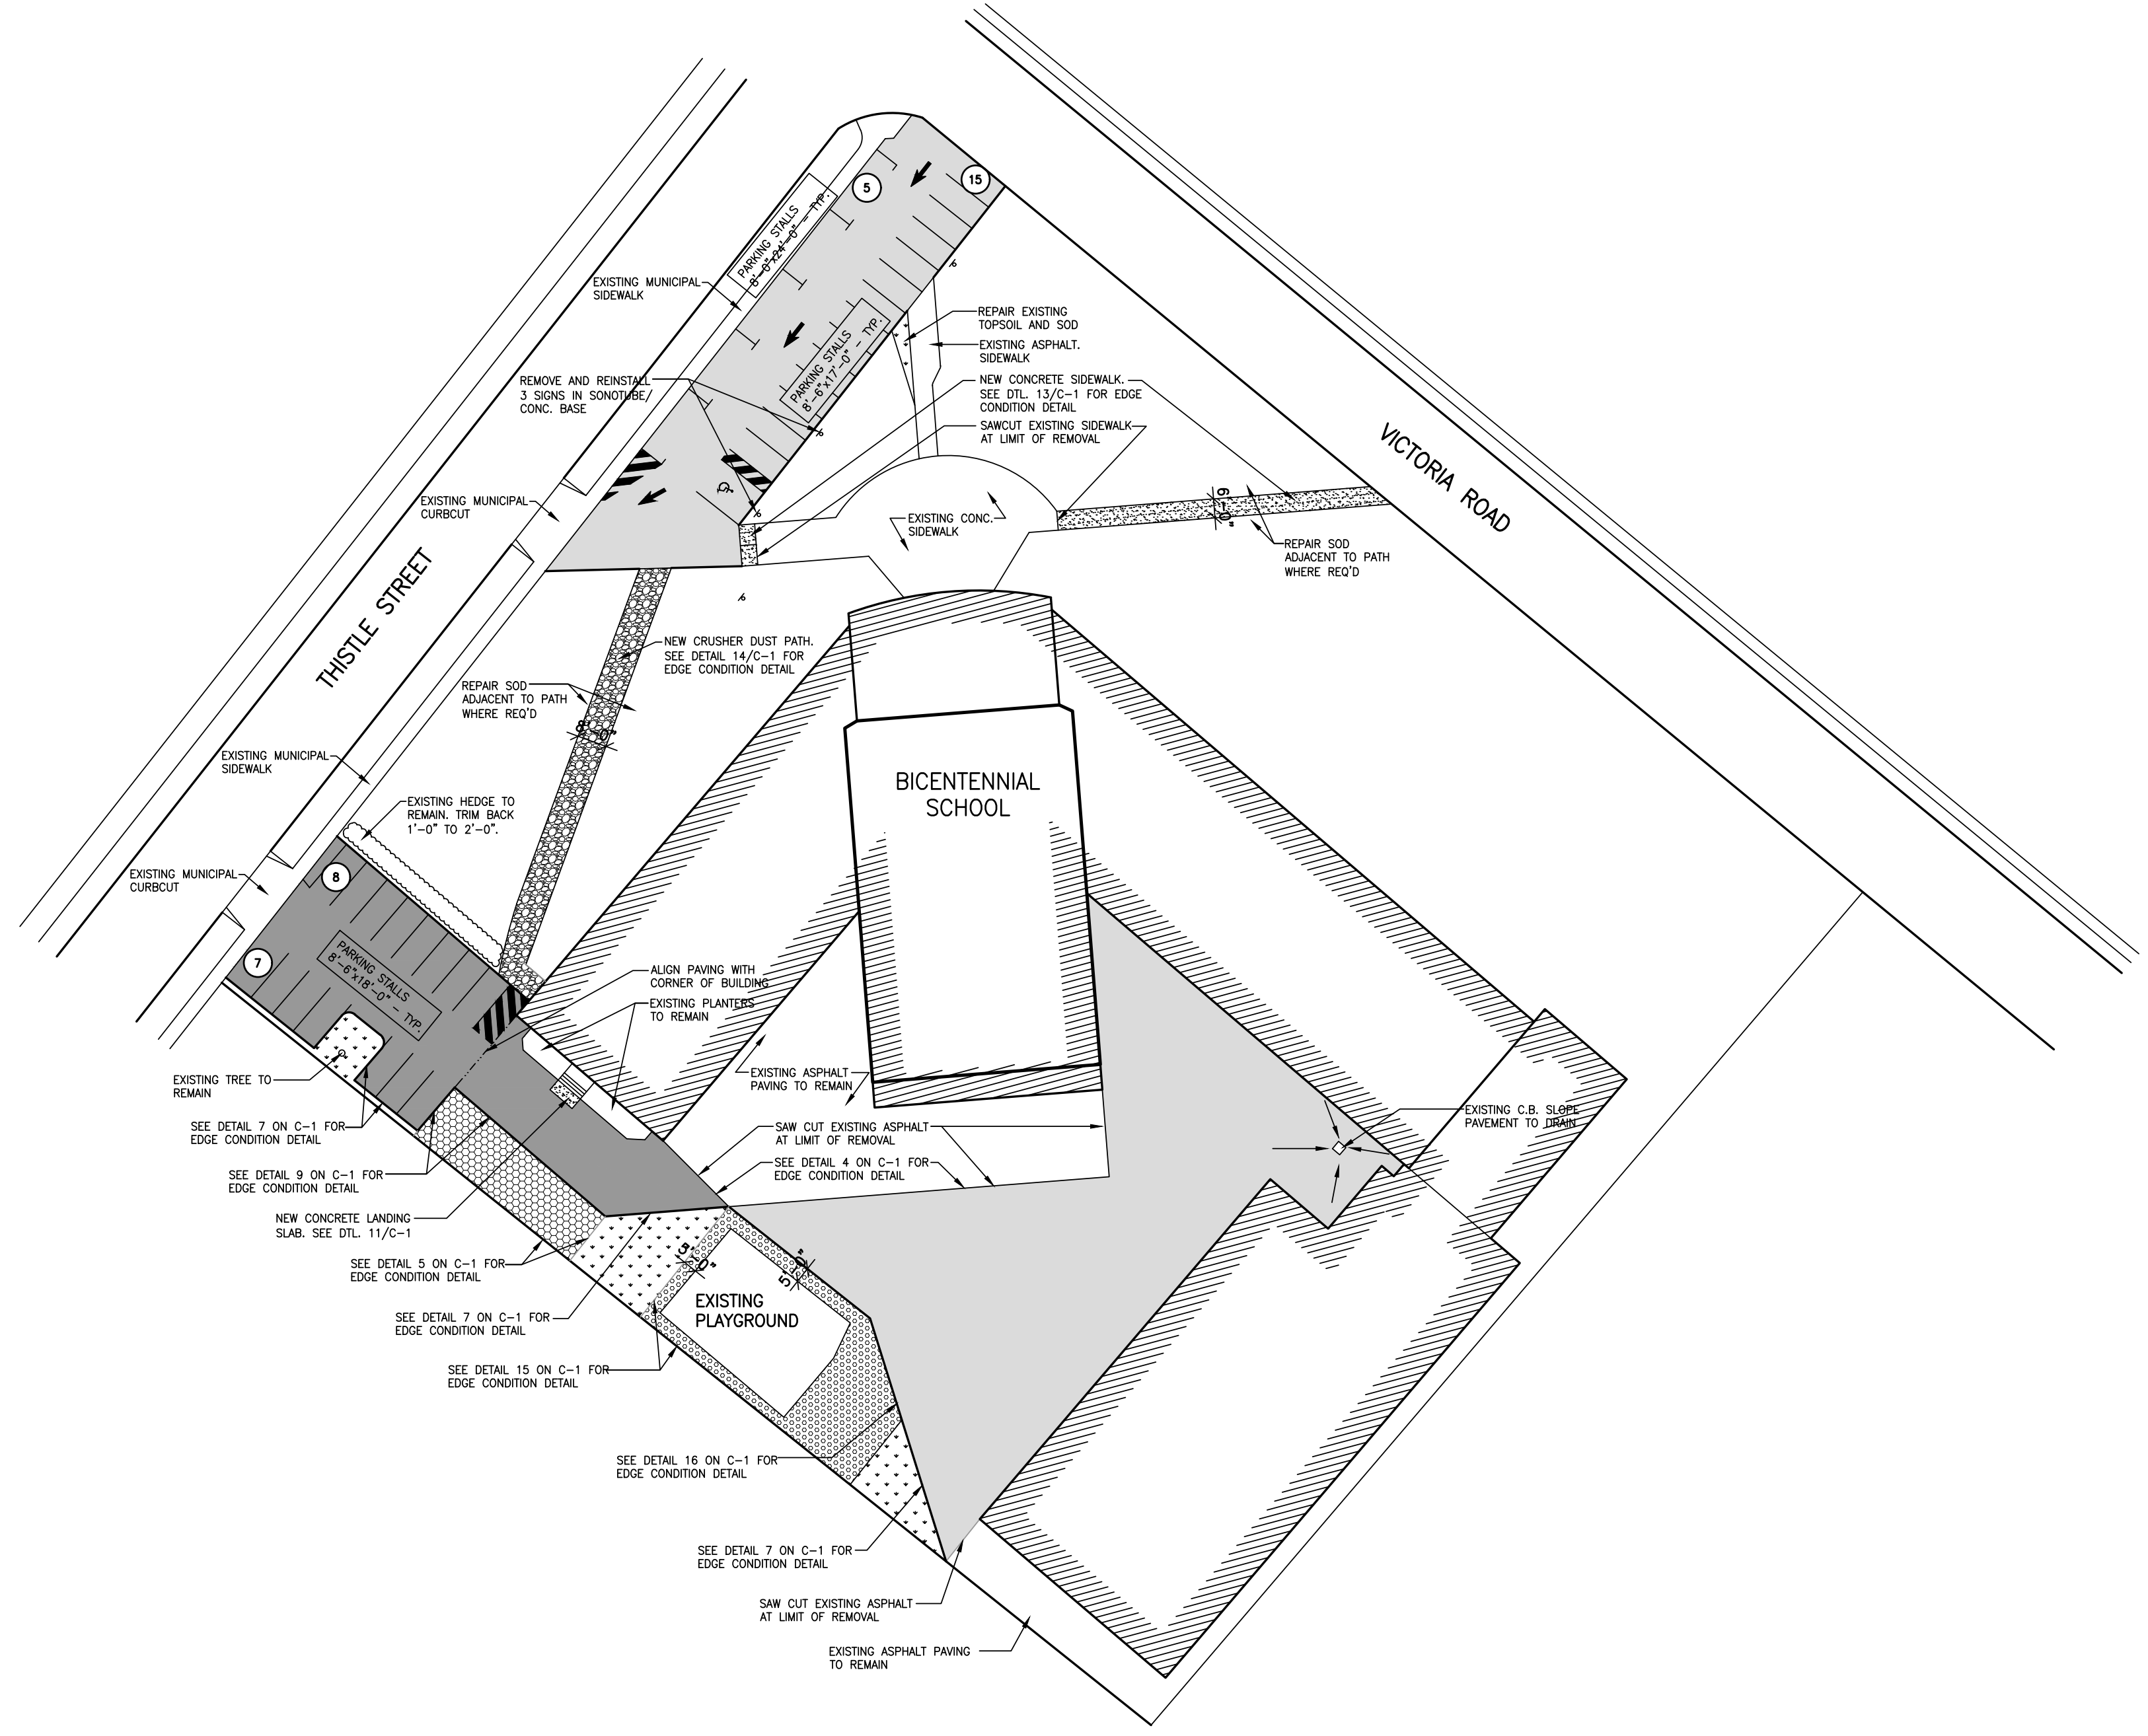 5
15
PARKING STALLS
8'-0"x24'-0" - TYP.
EXISTING MUNICIPAL
SIDEWALK
REPAIR EXISTING
TOPSOIL AND SOD
EXISTING ASPHALT.
SIDEWALK
PARKING STALLS
8'-6"x17'-0" - TYP.
REMOVE AND REINSTALL
3 SIGNS IN SONOTUBE/
CONC. BASE
NEW CONCRETE SIDEWALK.
SEE DTL. 13/C-1 FOR EDGE
CONDITION DETAIL
SAWCUT EXISTING SIDEWALK
AT LIMIT OF REMOVAL
VICTORIA ROAD
EXISTING MUNICIPAL
CURBCUT
EXISTING CONC.
SIDEWALK
6'-0"
REPAIR SOD
ADJACENT TO PATH
WHERE REQ'D
THISTLE STREET
NEW CRUSHER DUST PATH.
SEE DETAIL 14/C-1 FOR
EDGE CONDITION DETAIL
REPAIR SOD
ADJACENT TO PATH
WHERE REQ'D
8'-0"
EXISTING MUNICIPAL
SIDEWALK
BICENTENNIAL
SCHOOL
EXISTING HEDGE TO
REMAIN. TRIM BACK
1'-0" TO 2'-0".
EXISTING MUNICIPAL
CURBCUT
8
7
PARKING STALLS
8'-6"x18'-0" - TYP.
ALIGN PAVING WITH
CORNER OF BUILDING
EXISTING PLANTERS
TO REMAIN
EXISTING TREE TO
REMAIN
EXISTING ASPHALT
PAVING TO REMAIN
EXISTING C.B. SLOPE
PAVEMENT TO DRAIN
SEE DETAIL 7 ON C-1 FOR
EDGE CONDITION DETAIL
SAW CUT EXISTING ASPHALT
AT LIMIT OF REMOVAL
SEE DETAIL 4 ON C-1 FOR
EDGE CONDITION DETAIL
SEE DETAIL 9 ON C-1 FOR
EDGE CONDITION DETAIL
NEW CONCRETE LANDING
SLAB. SEE DTL. 11/C-1
SEE DETAIL 5 ON C-1 FOR
EDGE CONDITION DETAIL
5'-0"
5'-0"
EXISTING
PLAYGROUND
SEE DETAIL 7 ON C-1 FOR
EDGE CONDITION DETAIL
SEE DETAIL 15 ON C-1 FOR
EDGE CONDITION DETAIL
SEE DETAIL 16 ON C-1 FOR
EDGE CONDITION DETAIL
SEE DETAIL 7 ON C-1 FOR
EDGE CONDITION DETAIL
SAW CUT EXISTING ASPHALT
AT LIMIT OF REMOVAL
EXISTING ASPHALT PAVING
TO REMAIN